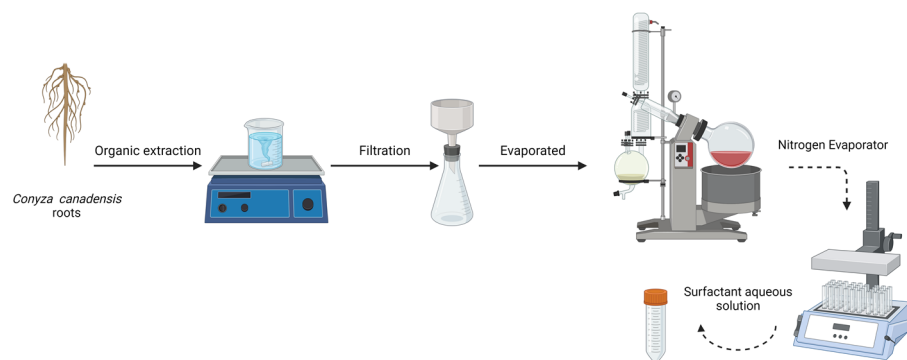 Organic extraction
Filtration
Evaporated
Nitrogen Evaporator
Conyza canadensis
roots
Surfactant aqueous
solution